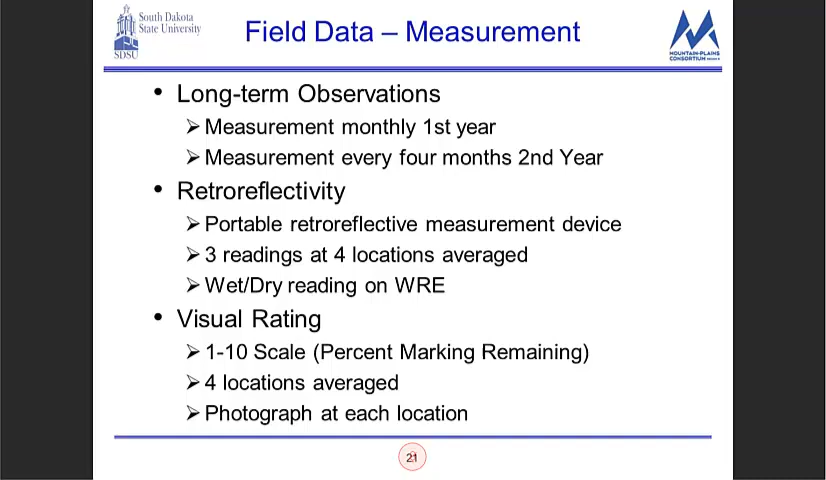 South Dakota
State University
SDSU
Field Data – Measurement
MOUNTAIN-PLAINS
CONSORTIUM
• Long-term Observations
➢ Measurement monthly 1st year
➢ Measurement every four months 2nd Year
• Retroreflectivity
➢ Portable retroreflective measurement device
➢ 3 readings at 4 locations averaged
➢ Wet/Dry reading on WRE
• Visual Rating
➢ 1-10 Scale (Percent Marking Remaining)
➢ 4 locations averaged
➢ Photograph at each location
21